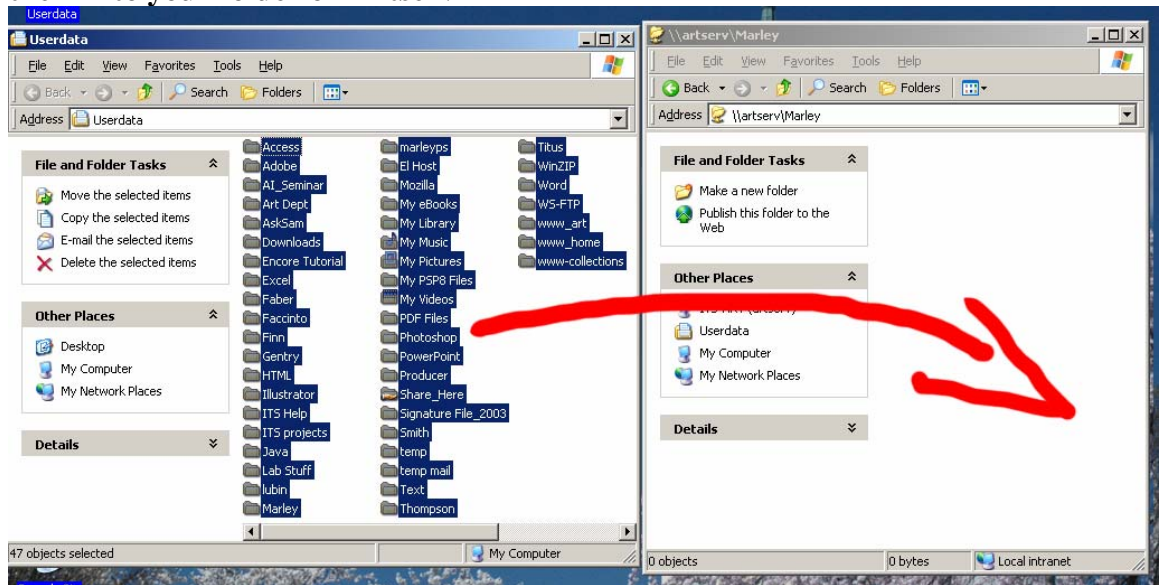 Userdata
Userdata
File Edit View Favorites Tools Help
Back Search Folders
Address Userdata
File and Folder Tasks
Move the selected items
Copy the selected items
E-mail the selected items
Delete the selected items
Other Places
Desktop
My Computer
My Network Places
Details
Access
Adobe
AI_Seminar
Art Dept
AskSam
Downloads
Encore Tutorial
Excel
Faber
Faccinto
Finn
Gentry
HTML
Illustrator
ITS Help
ITS projects
Java
Lab Stuff
lubin
Marley
marleyps
El Host
Mozilla
My eBooks
My Library
My Music
My Pictures
My PSP8 Files
My Videos
PDF Files
Photoshop
PowerPoint
Producer
Share_Here
Signature File_2003
Smith
temp
temp mail
Text
Thompson
Titus
WinZIP
Word
WS-FTP
www_art
www_home
www-collections
47 objects selected
My Computer
\\artserv\Marley
File Edit View Favorites Tools Help
Back Search Folders
Address \\artserv\Marley
File and Folder Tasks
Make a new folder
Publish this folder to the
Web
Other Places
Userdata
My Computer
My Network Places
Details
0 objects
0 bytes
Local intranet